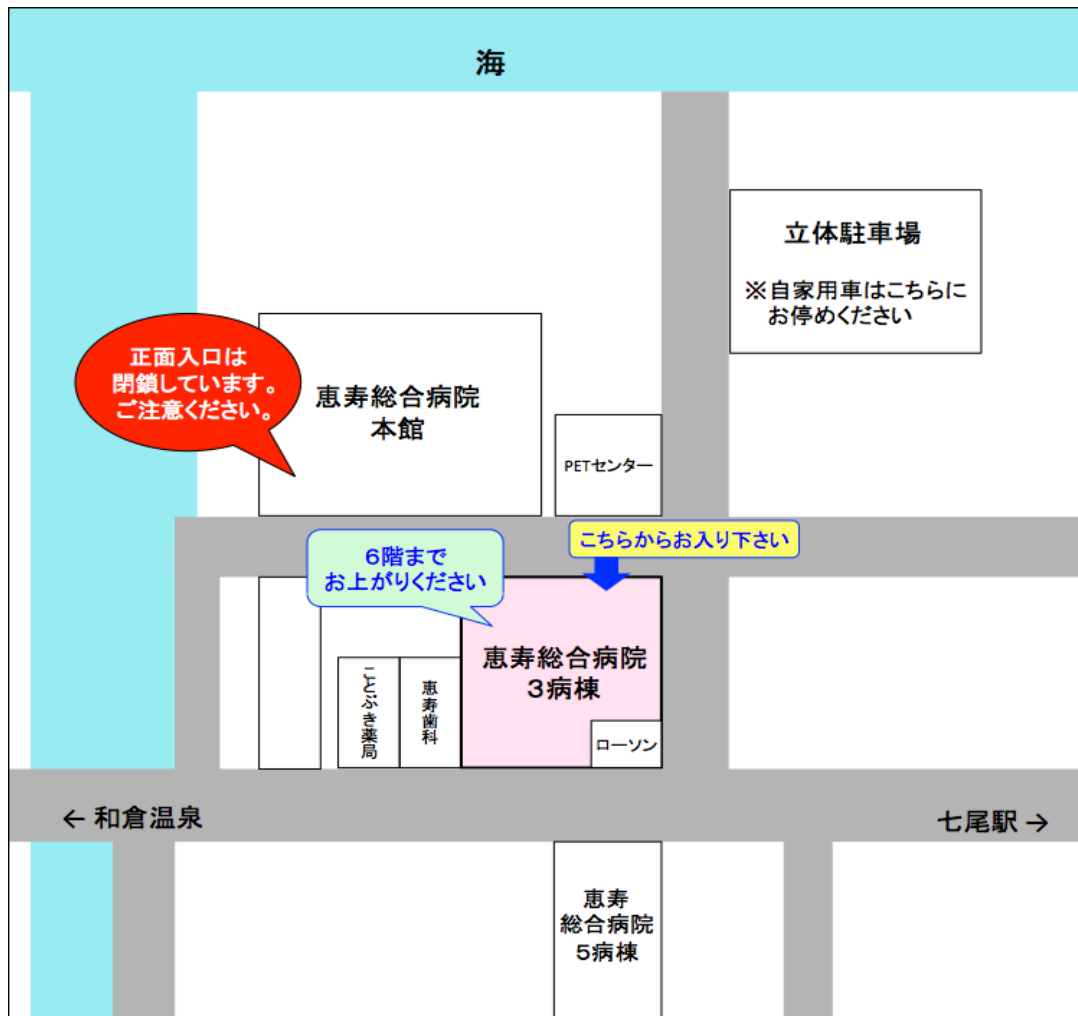 海
立体駐車場
※自家用車はこちらに
お停めください
正面入口は
閉鎖しています。
ご注意ください。
恵寿総合病院
本館
PETセンター
こちらからお入り下さい
6階まで
お上がりください
恵寿総合病院
3病棟
ことぶき薬局
恵寿歯科
ローソン
← 和倉温泉
七尾駅 →
恵寿
総合病院
5病棟